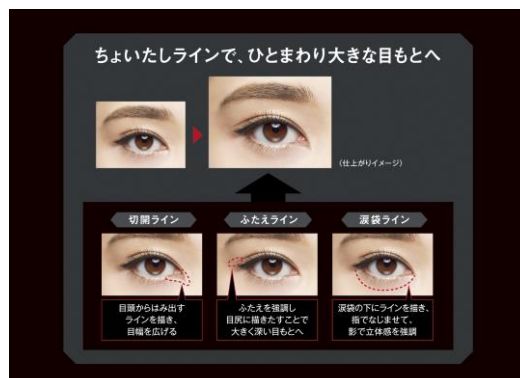 ちょいたしラインで、ひとまわり大きな目もとへ
(仕上がりイメージ)
切開ライン
目頭からはみ出す
ラインを描き、
目幅を広げる
ふたえライン
ふたえを強調し
目尻に描きたすことで
大きく深い目もとへ
涙袋ライン
涙袋の下にラインを描き、
指でなじませて、
影で立体感を強調